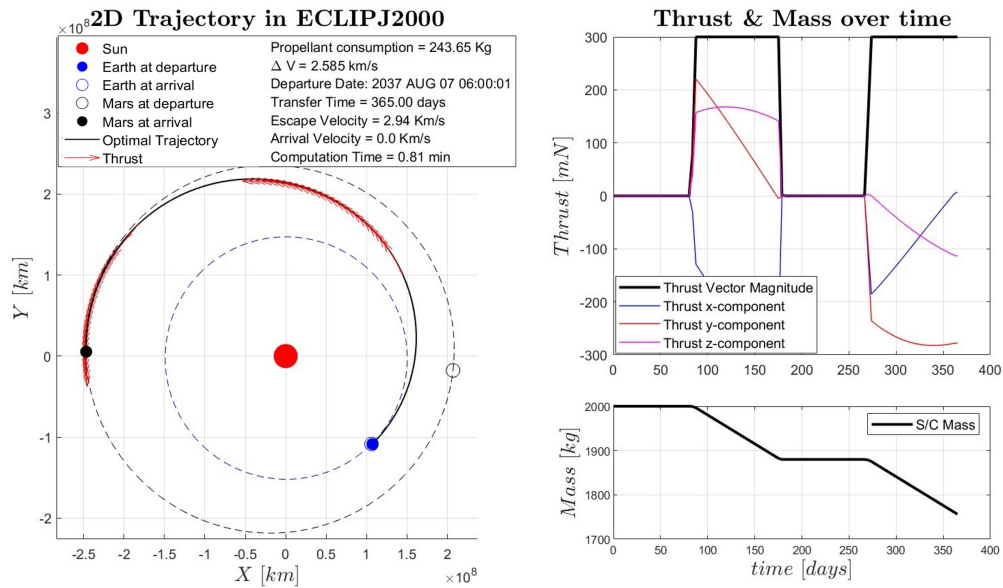 2D Trajectory in ECLIPJ2000
×10⁸
Sun
Earth at departure
Earth at arrival
Mars at departure
Mars at arrival
Optimal Trajectory
Thrust
Propellant consumption = 243.65 Kg
Δ V = 2.585 km/s
Departure Date: 2037 AUG 07 06:00:01
Transfer Time = 365.00 days
Escape Velocity = 2.94 Km/s
Arrival Velocity = 0.0 Km/s
Computation Time = 0.81 min
3
2
1
0
-1
-2
Y [km]
-2.5 -2 -1.5 -1 -0.5 0 0.5 1 1.5 2
X [km]
×10⁸
Thrust & Mass over time
300
200
100
0
-100
-200
-300
Thrust [mN]
Thrust Vector Magnitude
Thrust x-component
Thrust y-component
Thrust z-component
0 50 100 150 200 250 300 350 400
2000
1900
1800
1700
Mass [kg]
S/C Mass
0 50 100 150 200 250 300 350 400
time [days]